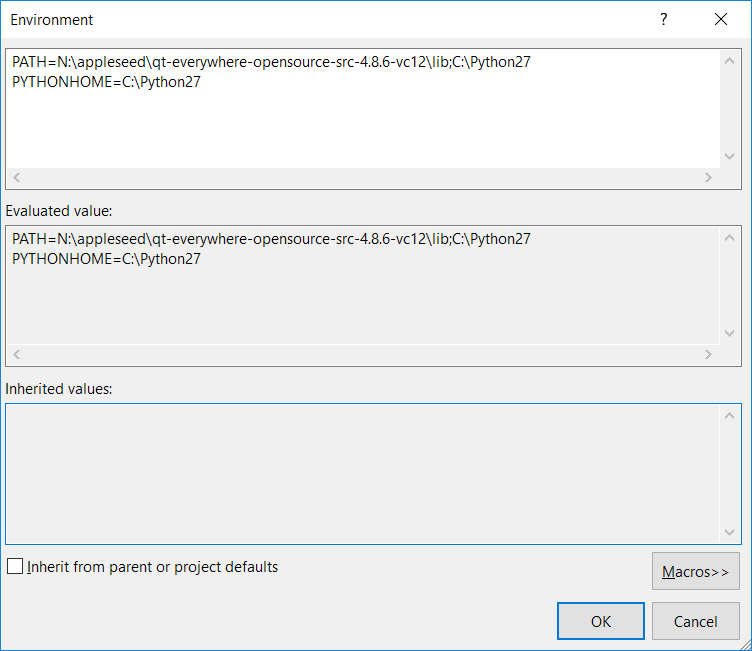 Environment
?
PATH=N:\appleseed\qt-everywhere-opensource-src-4.8.6-vc12\lib;C:\Python27
PYTHONHOME=C:\Python27
Evaluated value:
PATH=N:\appleseed\qt-everywhere-opensource-src-4.8.6-vc12\lib;C:\Python27
PYTHONHOME=C:\Python27
Inherited values:
Inherit from parent or project defaults
Macros>>
OK
Cancel